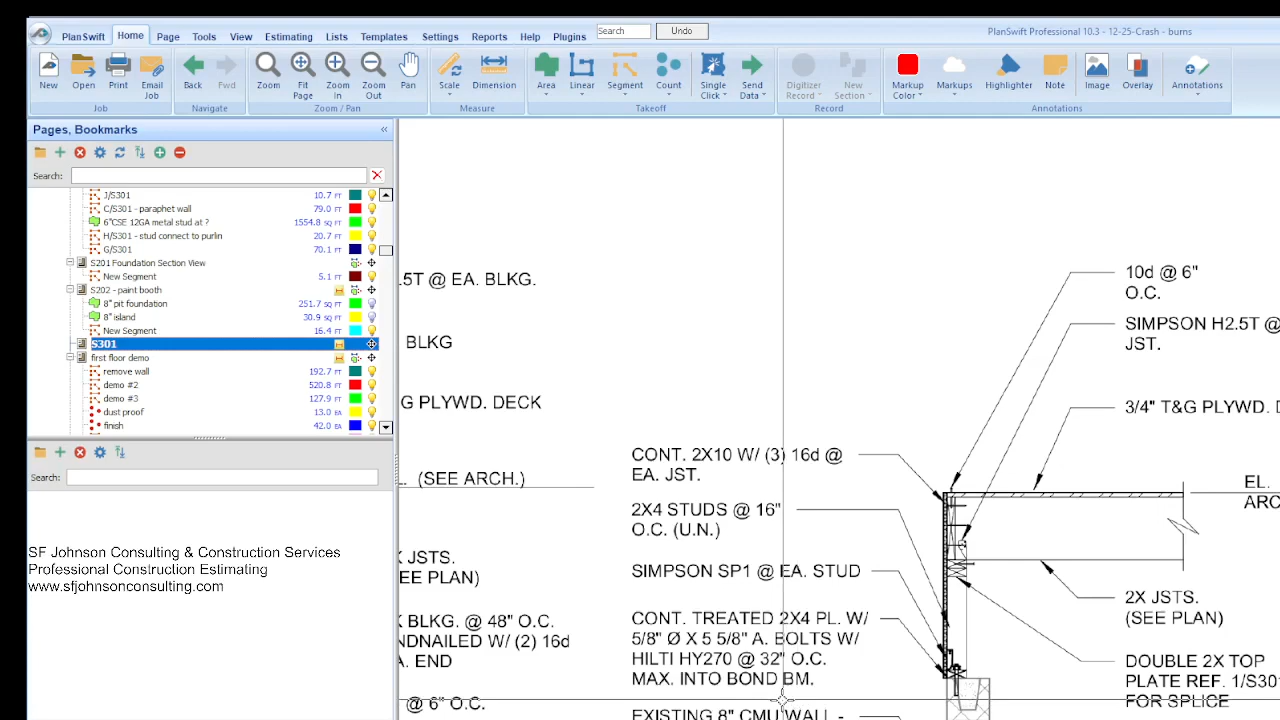 PlanSwift Professional 10.3 - 12-25-Crash - burns
PlanSwift Home Page Tools View Estimating Lists Templates Settings Reports Help Plugins Search Undo
New Open Print Email Job Back Fwd Zoom Fit Page Zoom In Zoom Out Pan Scale Dimension Area Linear Segment Count Single Click Send Data Digitizer Record New Section Markup Color Markups Highlighter Note Image Overlay Annotations
Job Navigate Zoom / Pan Measure Takeoff Record Annotations
Pages, Bookmarks
Search:
J/S301 10.7 FT
C/S301 - paraphet wall 79.0 FT
6"CSE 12GA metal stud at ? 1554.8 SQ FT
H/S301 - stud connect to purlin 20.7 FT
G/S301 70.1 FT
S201 Foundation Section View
New Segment 5.1 FT
S202 - paint booth
8" pit foundation 251.7 SQ FT
8" island 30.9 SQ FT
New Segment 16.4 FT
S301
first floor demo
remove wall 192.7 FT
demo #2 520.8 FT
demo #3 127.9 FT
dust proof 13.0 EA
finish 42.0 EA
Search:
SF Johnson Consulting & Construction Services
Professional Construction Estimating
www.sfjohnsonconsulting.com
.5T @ EA. BLKG.
BLKG
G PLYWD. DECK
(SEE ARCH.)
JSTS.
(SEE PLAN)
BLKG. @ 48" O.C.
NDNAILED W/ (2) 16d
END
@ 6" O.C.
CONT. 2X10 W/ (3) 16d @
EA. JST.
2X4 STUDS @ 16"
O.C. (U.N.)
SIMPSON SP1 @ EA. STUD
CONT. TREATED 2X4 PL. W/
5/8" Ø X 5 5/8" A. BOLTS W/
HILTI HY270 @ 32" O.C.
MAX. INTO BOND BM.
EXISTING 8" CMU WALL -
10d @ 6"
O.C.
SIMPSON H2.5T @
JST.
3/4" T&G PLYWD.
EL.
2X JSTS.
(SEE PLAN)
DOUBLE 2X TOP
PLATE REF. 1/S30
FOR SPLICE